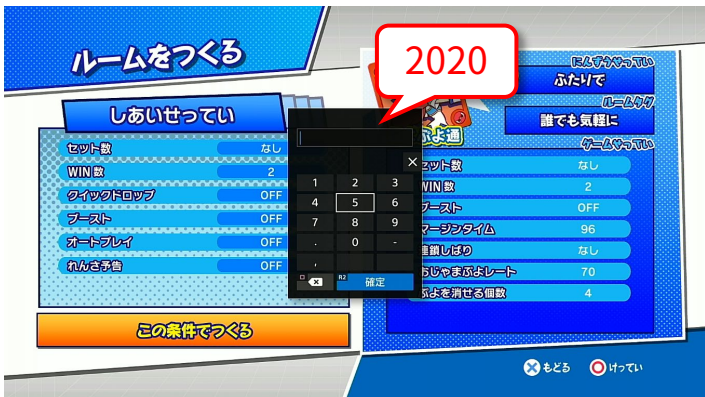 ルームをつくる
しあいせってい
セット数 なし
WIN数 2
クイックドロップ OFF
ブースト OFF
オートプレイ OFF
れんさ予告 OFF
この条件でつくる
2020
1 2 3
4 5 6
7 8 9
. 0 -
,
R2 確定
にんずうせってい
ふたりで
ルームタグ
誰でも気軽に
ぷよ通
ゲームせってい
セット数 なし
WIN数 2
ブースト OFF
マージンタイム 96
連鎖しばり なし
おじゃまぷよレート 70
ぷよを消せる個数 4
もどる けってい